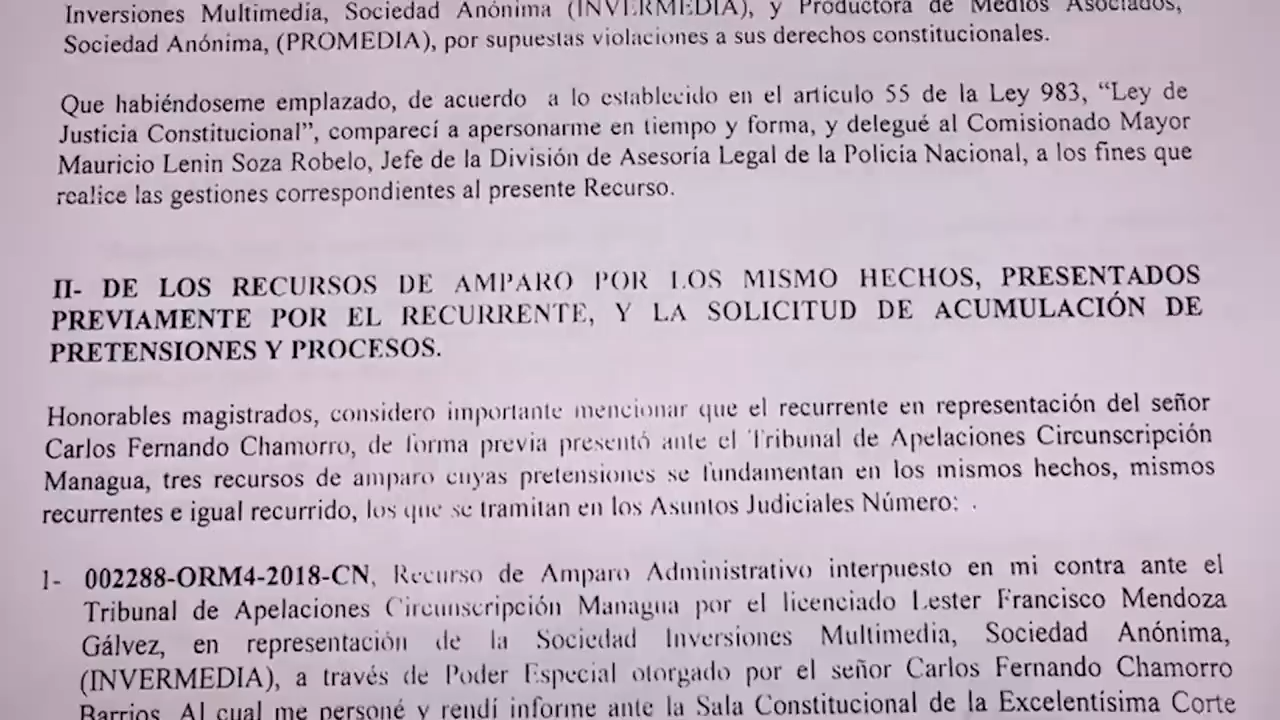 Inversiones Multimedia, Sociedad Anónima (INVERMEDIA), y Productora de Medios Asociados,
Sociedad Anónima, (PROMEDIA), por supuestas violaciones a sus derechos constitucionales.
Que habiéndoseme emplazado, de acuerdo a lo establecido en el artículo 55 de la Ley 983, “Ley de
Justicia Constitucional”, comparecí a apersonarme en tiempo y forma, y delegué al Comisionado Mayor
Mauricio Lenin Soza Robelo, Jefe de la División de Asesoría Legal de la Policía Nacional, a los fines que
realice las gestiones correspondientes al presente Recurso.
II- DE LOS RECURSOS DE AMPARO POR LOS MISMO HECHOS, PRESENTADOS
PREVIAMENTE POR EL RECURRENTE, Y LA SOLICITUD DE ACUMULACIÓN DE
PRETENSIONES Y PROCESOS.
Honorables magistrados, considero importante mencionar que el recurrente en representación del señor
Carlos Fernando Chamorro, de forma previa presentó ante el Tribunal de Apelaciones Circunscripción
Managua, tres recursos de amparo cuyas pretensiones se fundamentan en los mismos hechos, mismos
recurrentes e igual recurrido, los que se tramitan en los Asuntos Judiciales Número: .
1- 002288-ORM4-2018-CN, Recurso de Amparo Administrativo interpuesto en mi contra ante el
Tribunal de Apelaciones Circunscripción Managua por el licenciado Lester Francisco Mendoza
Gálvez, en representación de la Sociedad Inversiones Multimedia, Sociedad Anónima,
(INVERMEDIA), a través de Poder Especial otorgado por el señor Carlos Fernando Chamorro
Barrios. Al cual me personé y rendí informe ante la Sala Constitucional de la Excelentísima Corte